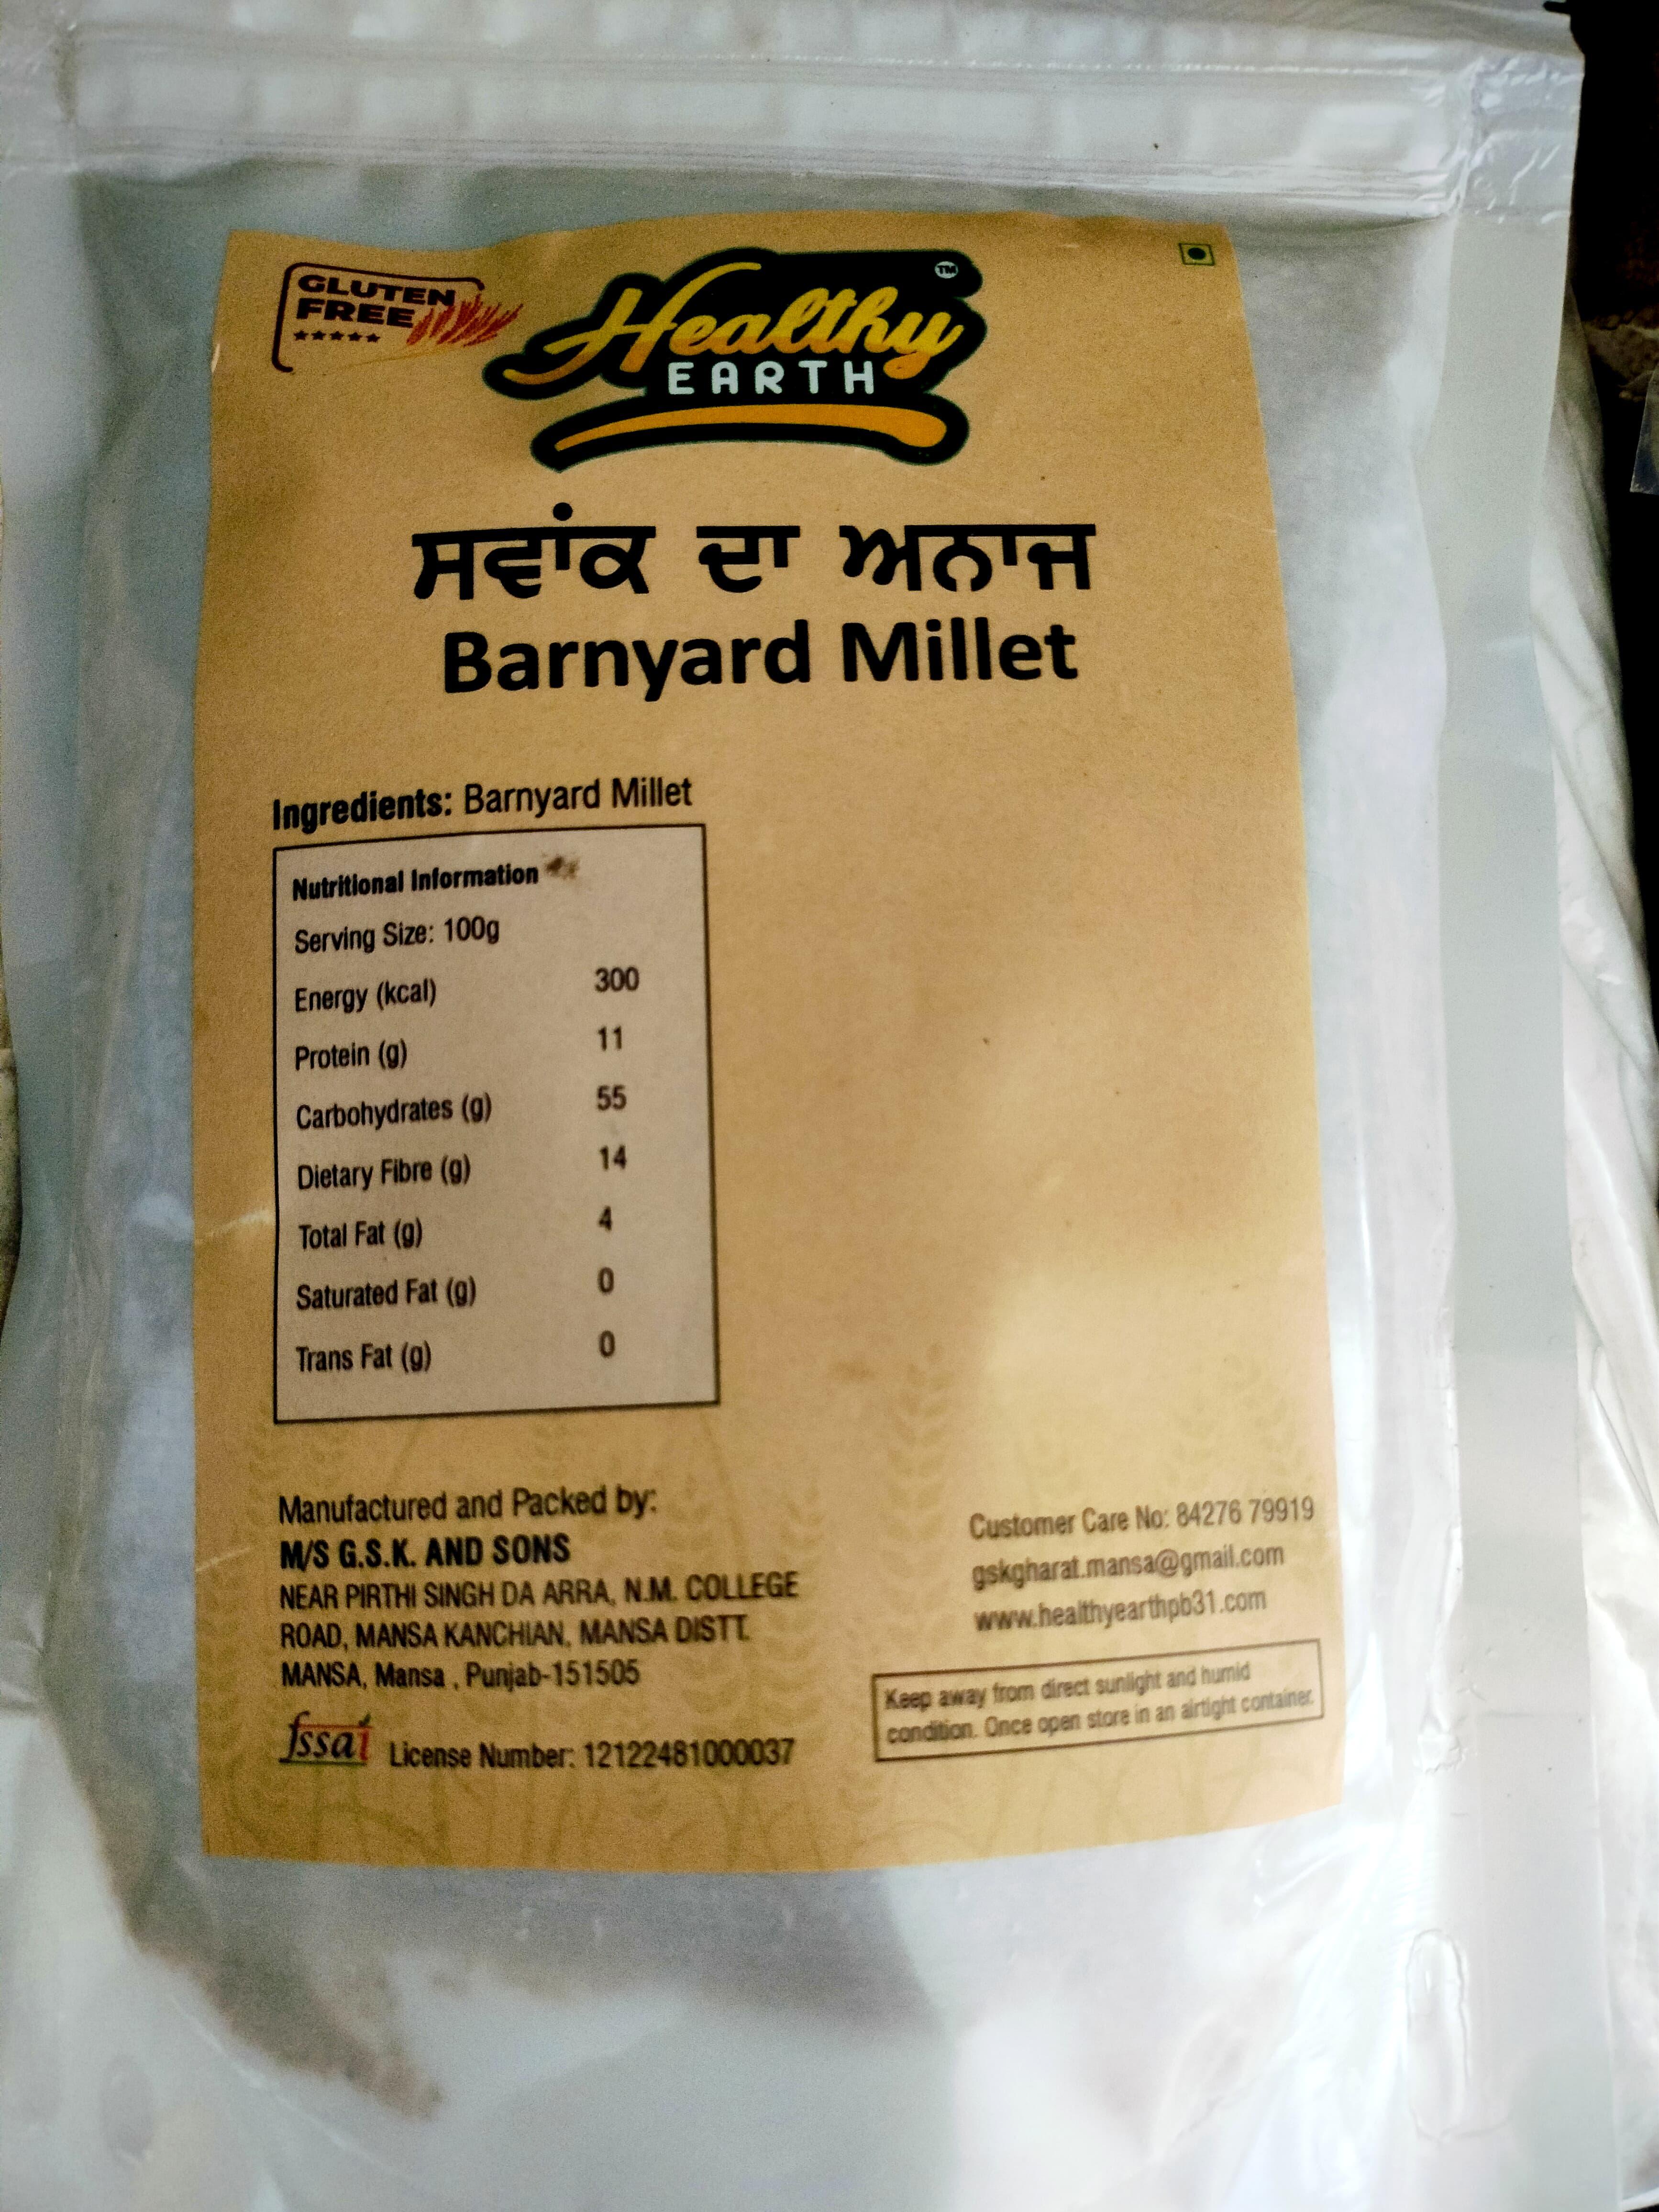 GLUTEN
FREE
Healthy
EARTH
TM
ਸਵਾਂਕ ਦਾ ਅਨਾਜ
Barnyard Millet
Ingredients: Barnyard Millet
Nutritional Information
Serving Size: 100g
Energy (kcal) 300
Protein (g) 11
Carbohydrates (g) 55
Dietary Fibre (g) 14
Total Fat (g) 4
Saturated Fat (g) 0
Trans Fat (g) 0
Manufactured and Packed by:
M/S G.S.K. AND SONS
NEAR PIRTHI SINGH DA ARRA, N.M. COLLEGE
ROAD, MANSA KANCHIAN, MANSA DISTT.
MANSA, Mansa , Punjab-151505
fssai License Number: 12122481000037
Customer Care No: 84276 79919
gskgharat.mansa@gmail.com
www.healthyearthpb31.com
Keep away from direct sunlight and humid
condition. Once open store in an airtight container.